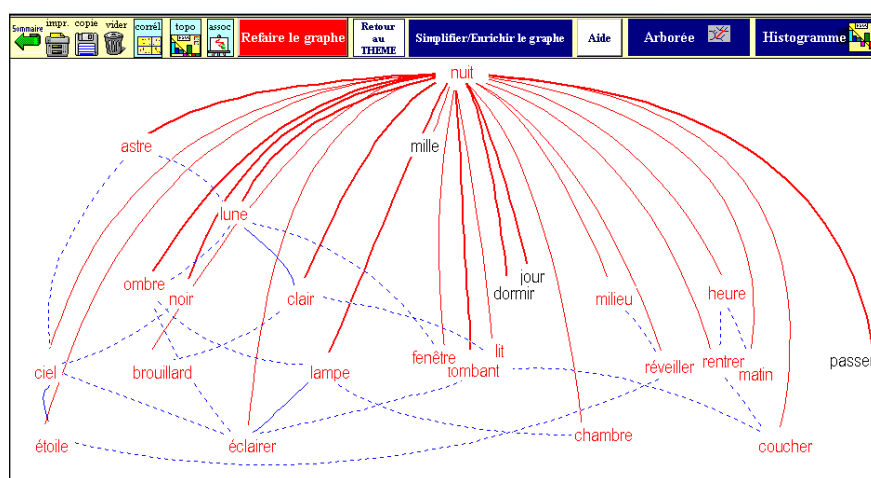 Sommaire impr. copie vider corrél topo assoc
Refaire le graphe
Retour
au
THEME
Simplifier/Enrichir le graphe
Aide
Arborée
Histogramme
nuit
astre
mille
lune
ombre
noir
clair
jour
dormir
milieu
heure
ciel
brouillard
lampe
fenêtre
lit
tombant
réveiller
rentrer
matin
passer
étoile
éclairer
chambre
coucher